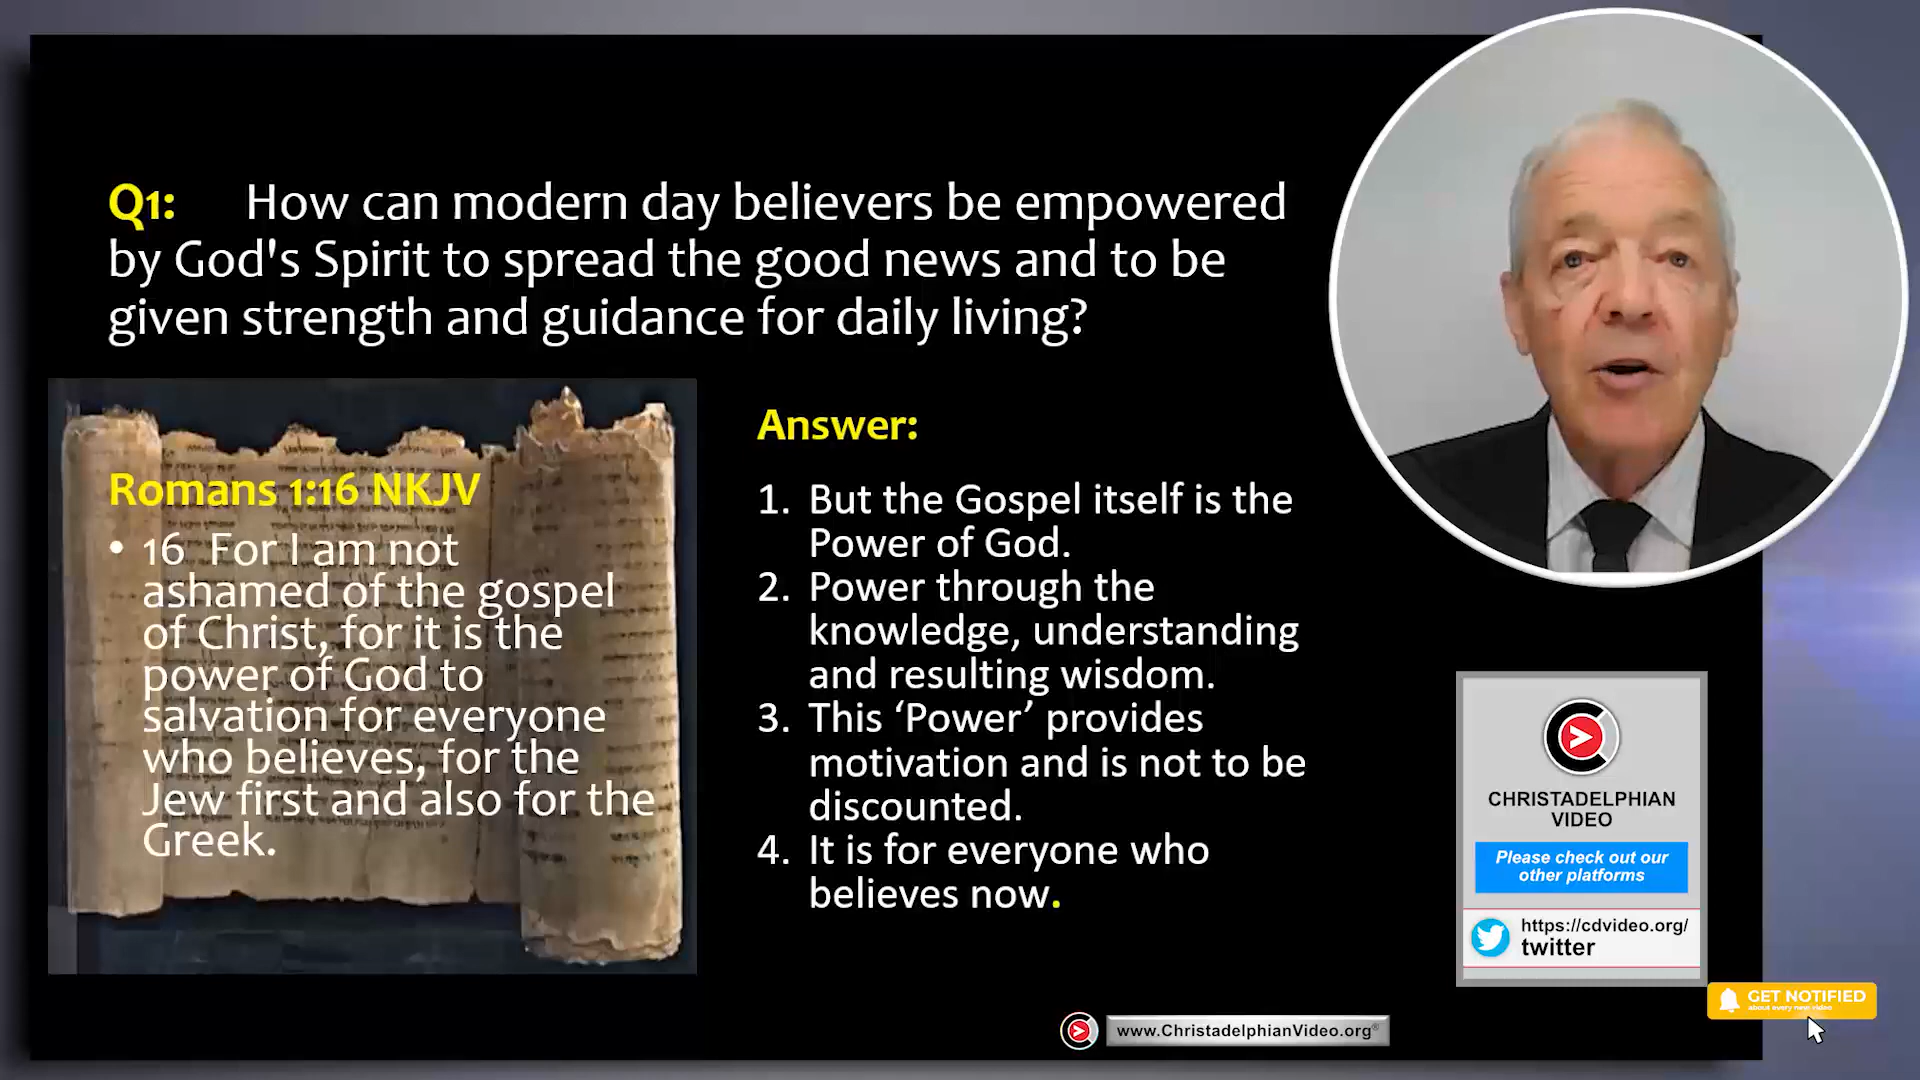 Q1: How can modern day believers be empowered
by God's Spirit to spread the good news and to be
given strength and guidance for daily living?
Romans 1:16 NKJV
• 16 For I am not
ashamed of the gospel
of Christ, for it is the
power of God to
salvation for everyone
who believes, for the
Jew first and also for the
Greek.
Answer:
1. But the Gospel itself is the
Power of God.
2. Power through the
knowledge, understanding
and resulting wisdom.
3. This ‘Power’ provides
motivation and is not to be
discounted.
4. It is for everyone who
believes now.
CHRISTADELPHIAN
VIDEO
Please check out our
other platforms
https://cdvideo.org/
twitter
GET NOTIFIED
about every new video
www.ChristadelphianVideo.org®